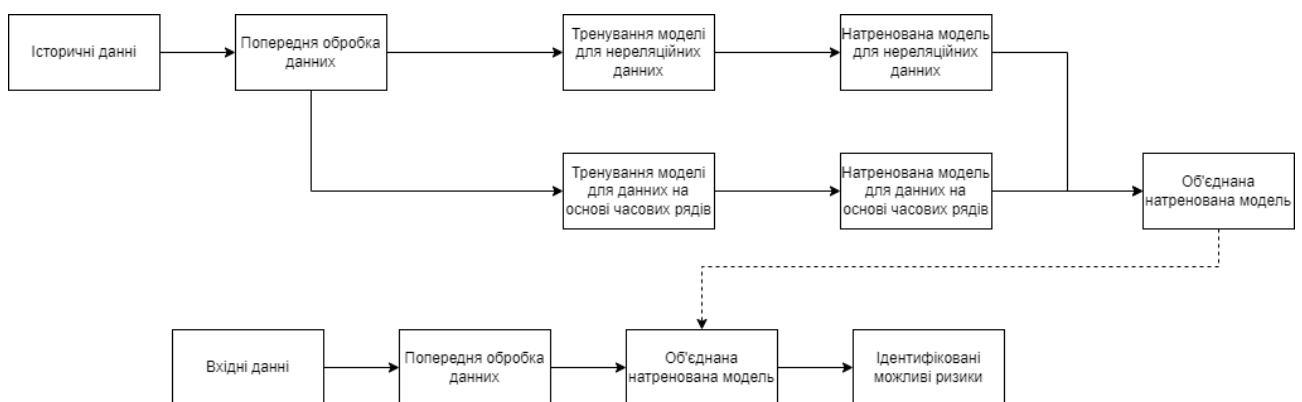 Історичні данні
Попередня обробка
данних
Тренування моделі
для нереляційних
данних
Натренована модель
для нереляційних
данних
Тренування моделі
для данних на
основі часових рядів
Натренована модель
для данних на
основі часових рядів
Об'єднана
натренована модель
Вхідні данні
Попередня обробка
данних
Об'єднана
натренована модель
Ідентифіковані
можливі ризики